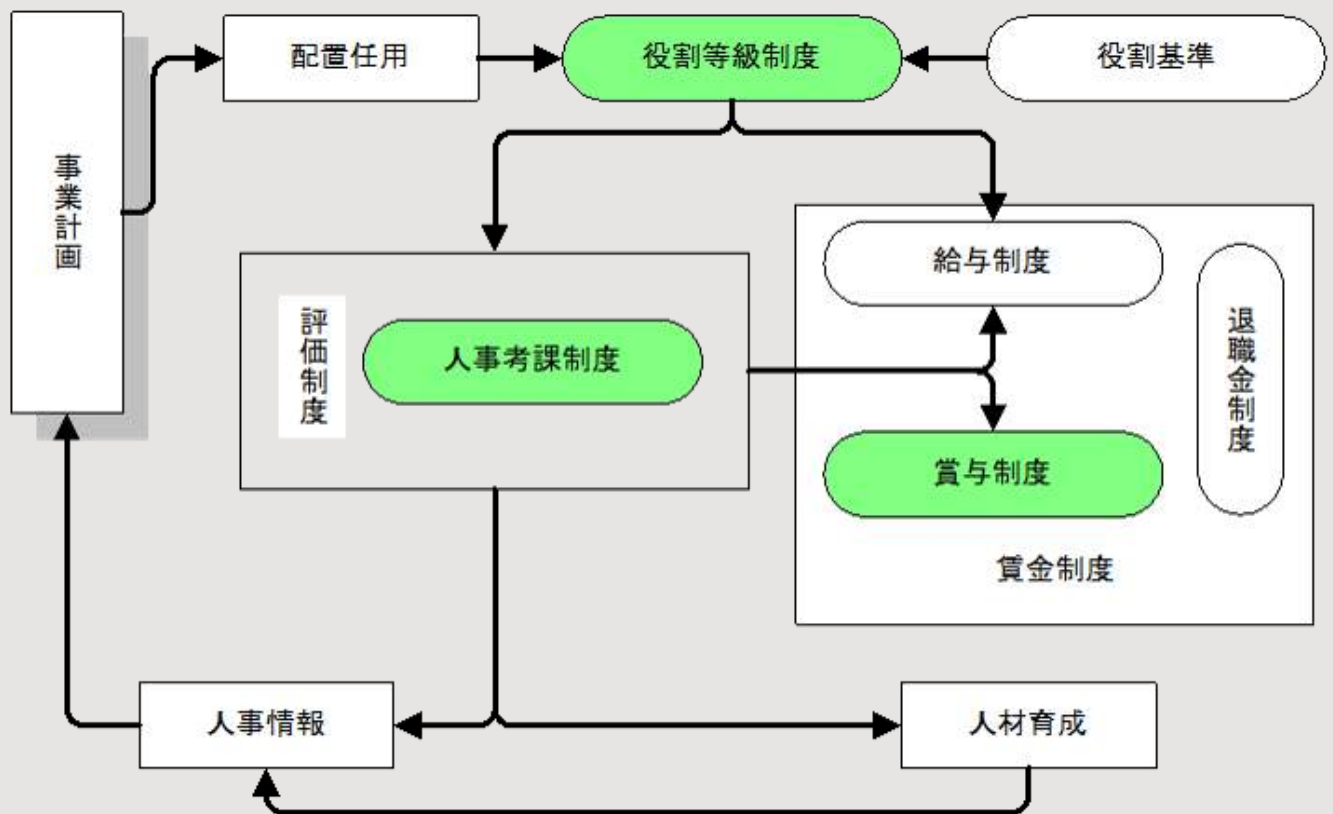 配置任用
役割等級制度
役割基準
事業計画
評価制度
人事考課制度
給与制度
退職金制度
賞与制度
賃金制度
人事情報
人材育成